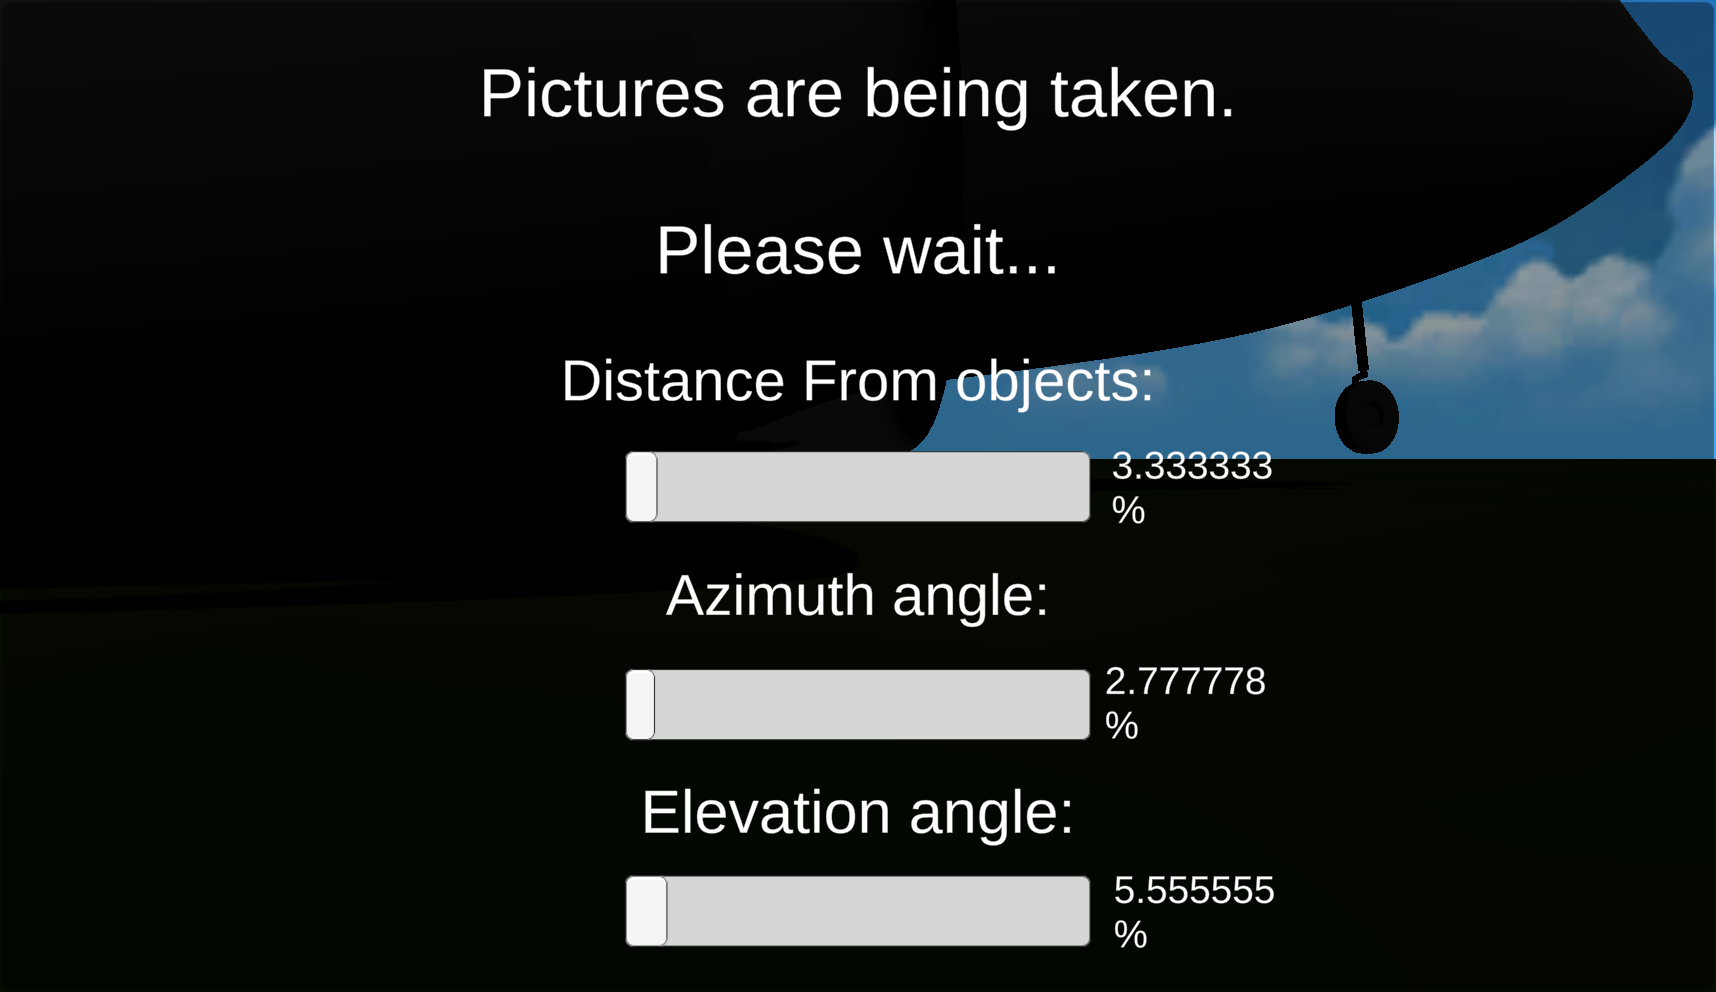 Pictures are being taken.
Please wait...
Distance From objects:
3.333333
%
Azimuth angle:
2.777778
%
Elevation angle:
5.555555
%